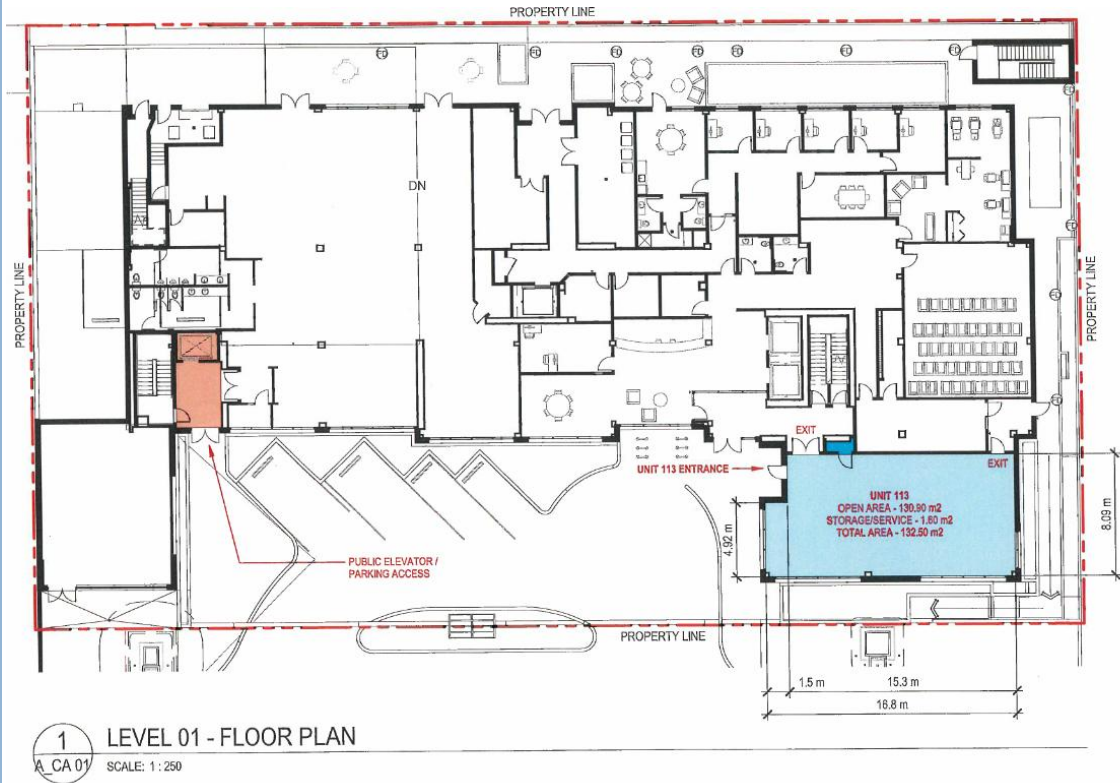 PROPERTY LINE
DN
PROPERTY LINE
PROPERTY LINE
EXIT
UNIT 113 ENTRANCE
EXIT
UNIT 113
OPEN AREA - 130.90 m2
STORAGE/SERVICE - 1.60 m2
TOTAL AREA - 132.50 m2
8.09 m
4.92 m
PUBLIC ELEVATOR /
PARKING ACCESS
PROPERTY LINE
1.5 m
15.3 m
16.8 m
1
A_CA 01
LEVEL 01 - FLOOR PLAN
SCALE: 1 : 250